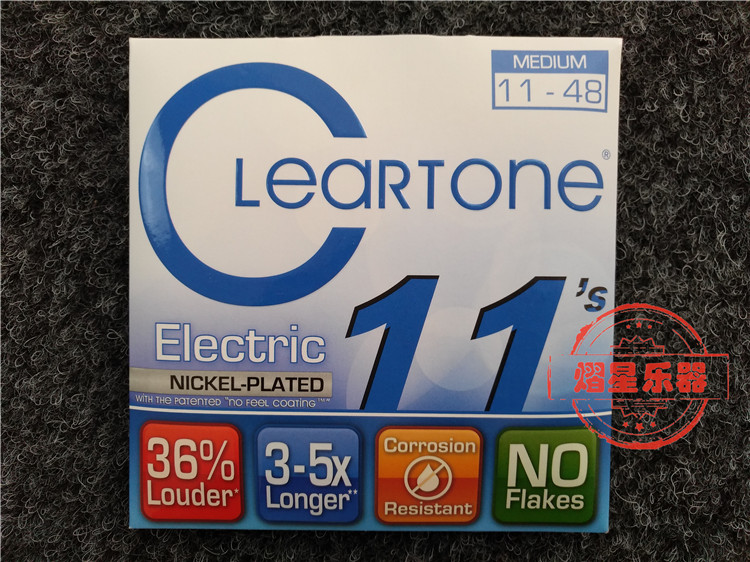 MEDIUM
11 - 48
CLEARTONE®
11's
Electric
NICKEL-PLATED
WITH THE PATENTED "NO FEEL COATING"™
36%
Louder*
3-5x
Longer**
Corrosion
Resistant
NO
Flakes
熠星乐器